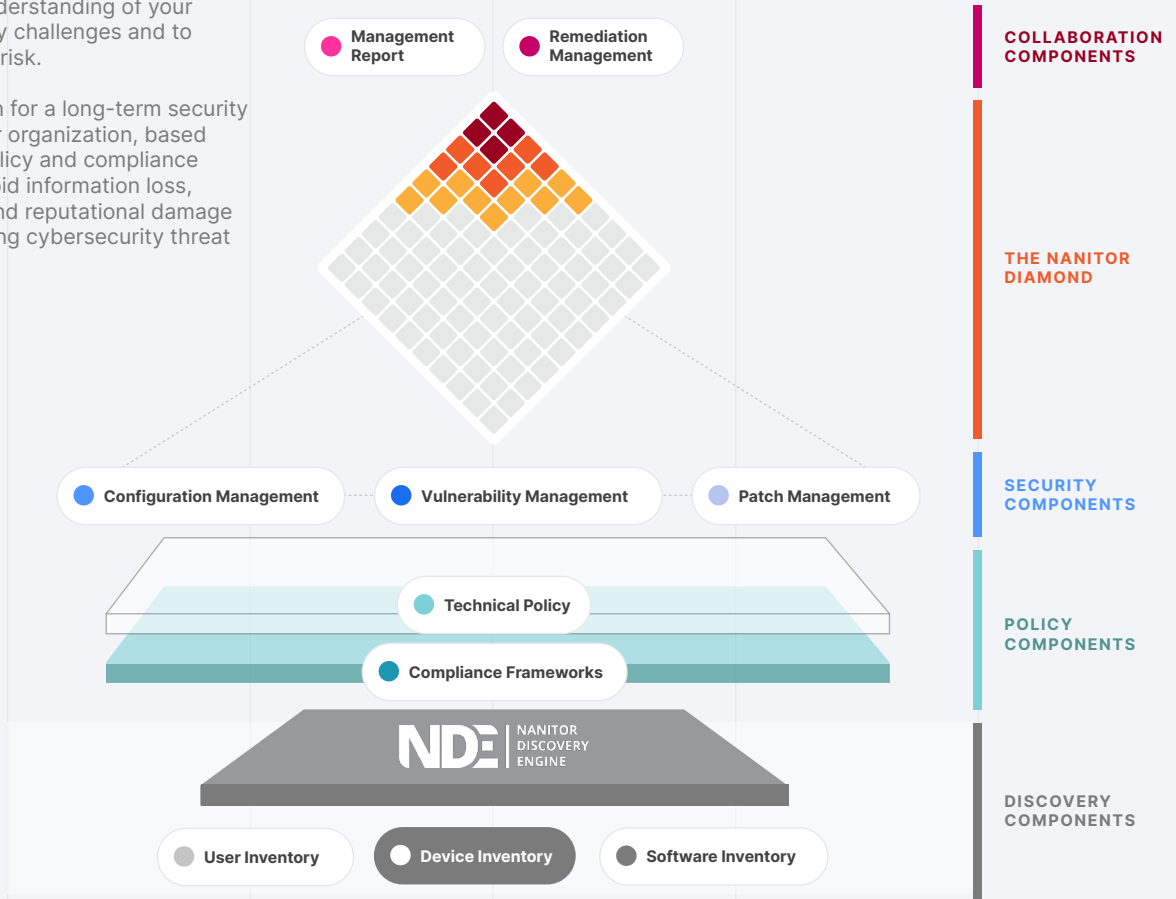 derstanding of your
y challenges and to
risk.
for a long-term security
organization, based
licy and compliance
id information loss,
nd reputational damage
ng cybersecurity threat
Management
Report
Remediation
Management
COLLABORATION
COMPONENTS
THE NANITOR
DIAMOND
Configuration Management
Vulnerability Management
Patch Management
SECURITY
COMPONENTS
Technical Policy
Compliance Frameworks
POLICY
COMPONENTS
NDE
NANITOR
DISCOVERY
ENGINE
DISCOVERY
COMPONENTS
User Inventory
Device Inventory
Software Inventory